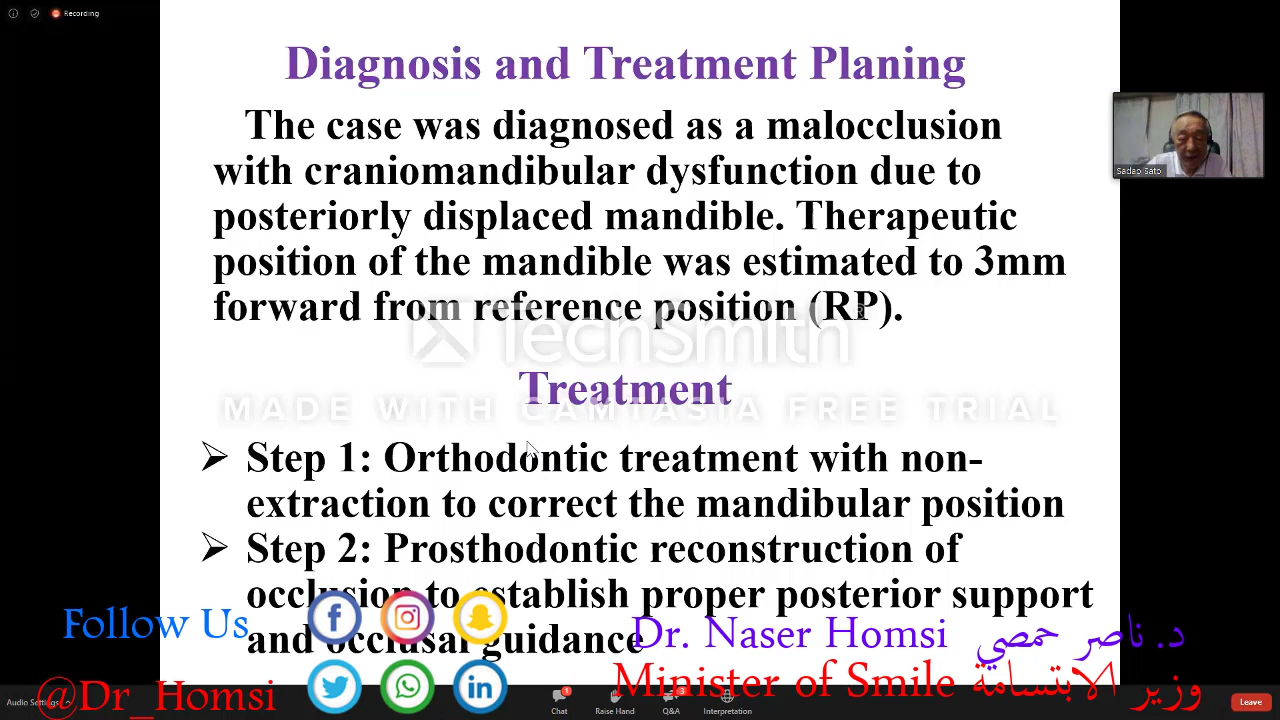 Recording
Diagnosis and Treatment Planing
The case was diagnosed as a malocclusion
with craniomandibular dysfunction due to
posteriorly displaced mandible. Therapeutic
position of the mandible was estimated to 3mm
forward from reference position (RP).
Sadao Sato
TechSmith®
Treatment
MADE WITH CAMTASIA FREE TRIAL
Step 1: Orthodontic treatment with non-
extraction to correct the mandibular position
Step 2: Prosthodontic reconstruction of
occlusion to establish proper posterior support
and occlusal guidance
Follow Us
Dr. Naser Homsi د. ناصر حمصي
@Dr_Homsi
Minister of Smile وزير الابتسامة
Audio Settings
1
Chat
Raise Hand
3
Q&A
Interpretation
Leave